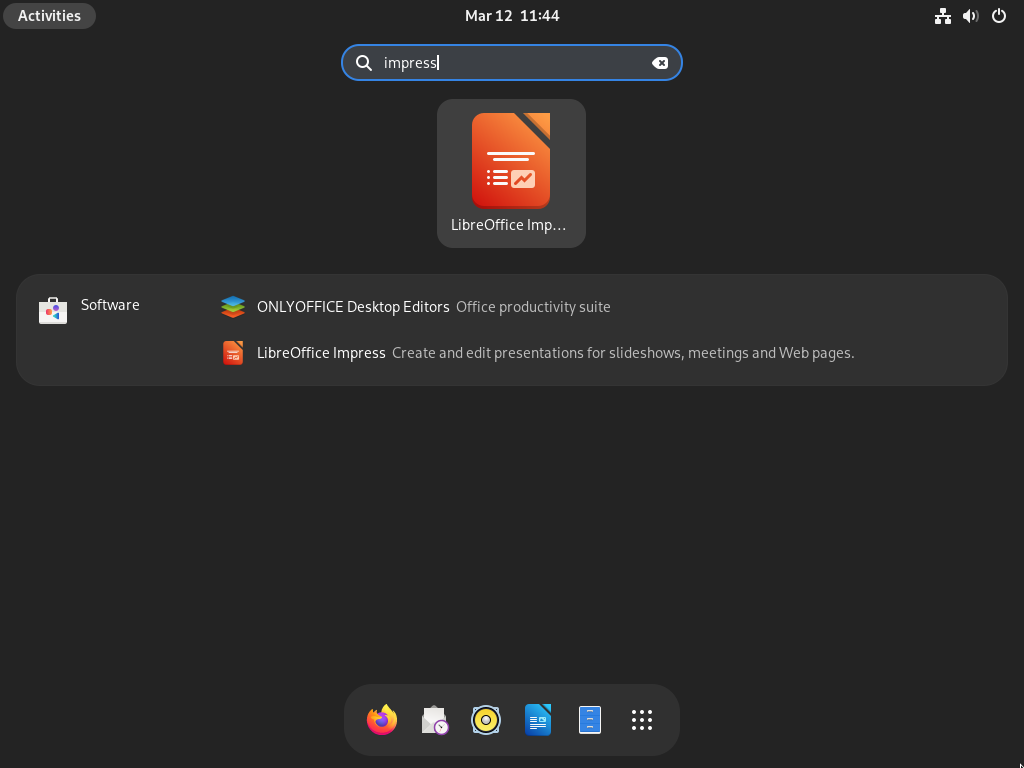 Activities
Mar 12 11:44
impress
LibreOffice Imp…
Software
ONLYOFFICE Desktop Editors Office productivity suite
LibreOffice Impress Create and edit presentations for slideshows, meetings and Web pages.